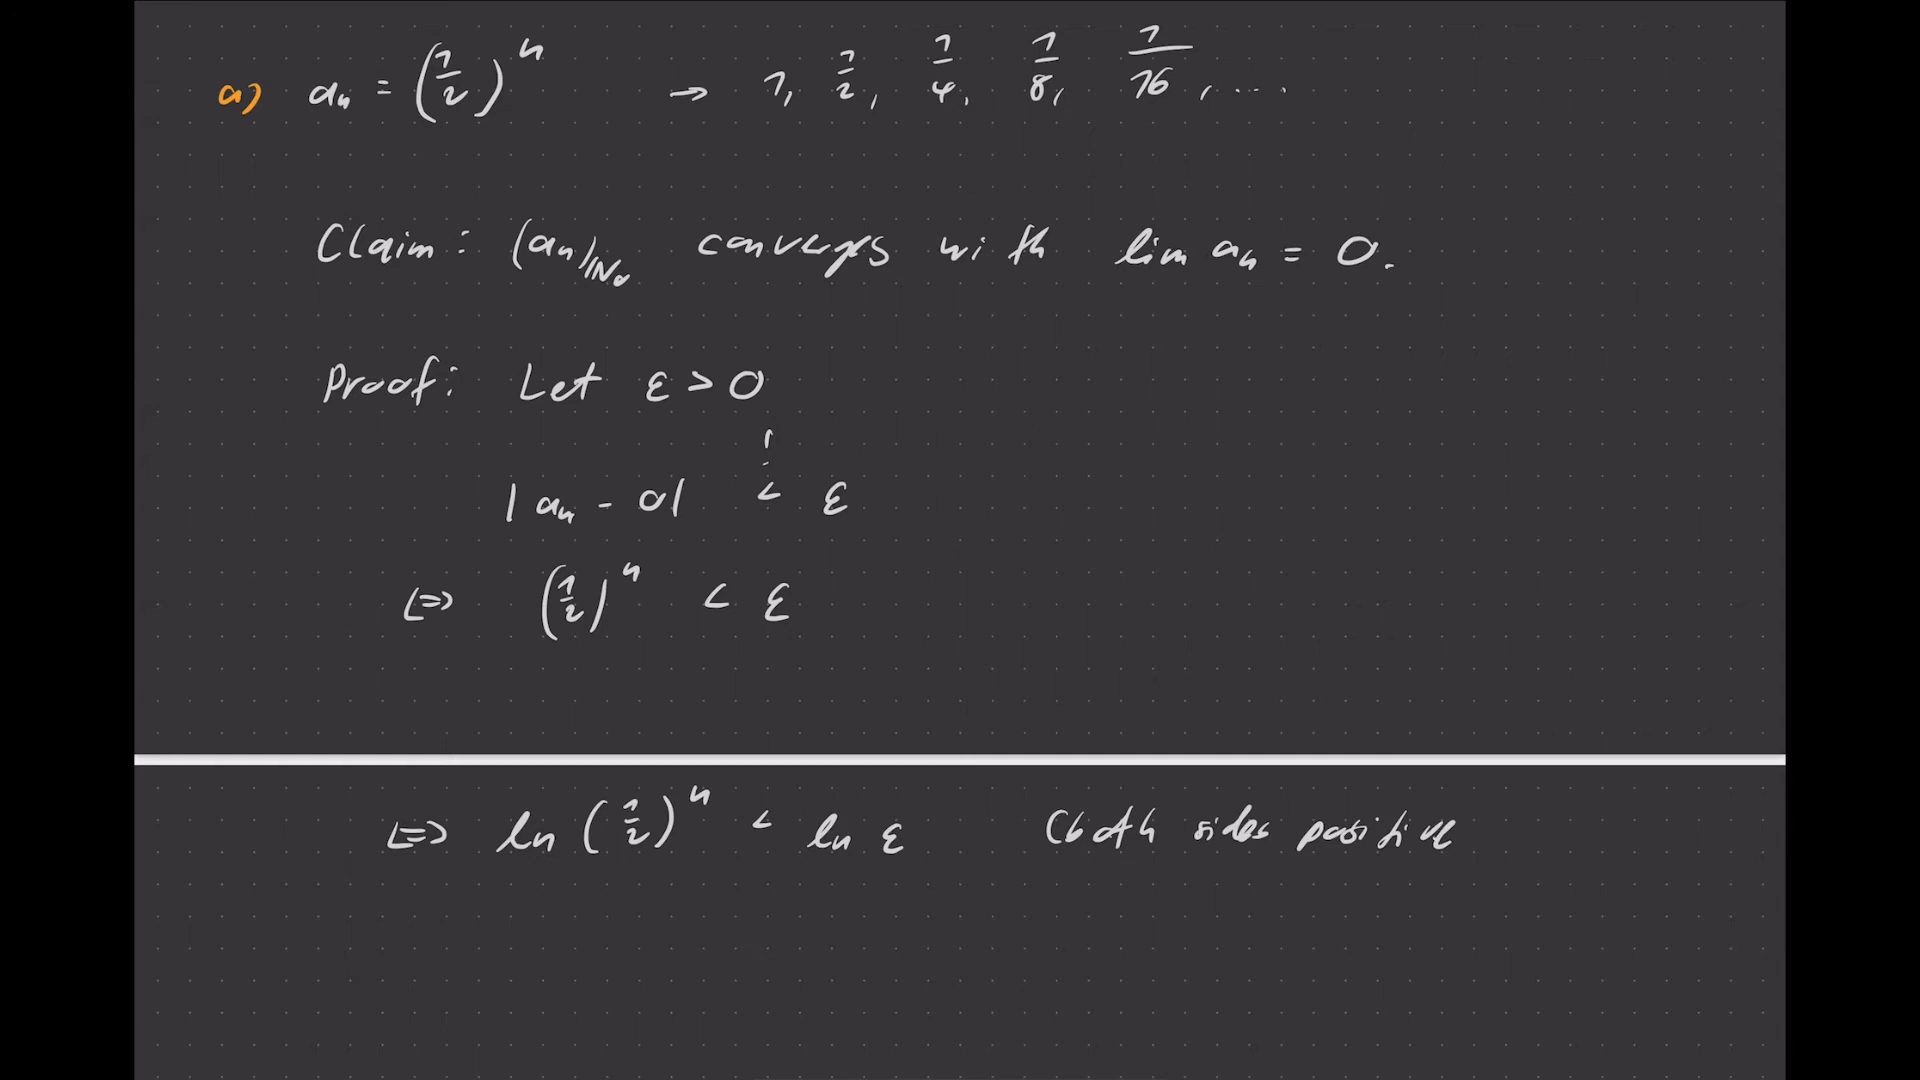 a) aₙ = (1/2)ⁿ → 1, 1/2, 1/4, 1/8, 1/16, ....
Claim: (aₙ)ℕ₀ converges with lim aₙ = 0.
Proof: Let ε > 0
|aₙ - 0| <^! ε
⇔ (1/2)ⁿ < ε
⇔ ln (1/2)ⁿ < ln ε (both sides positive